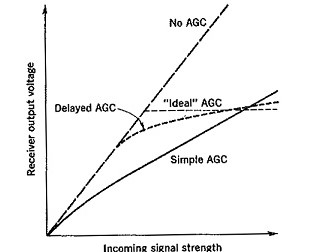 No AGC
"Ideal" AGC
Delayed AGC
Simple AGC
Receiver output voltage
Incoming signal strength